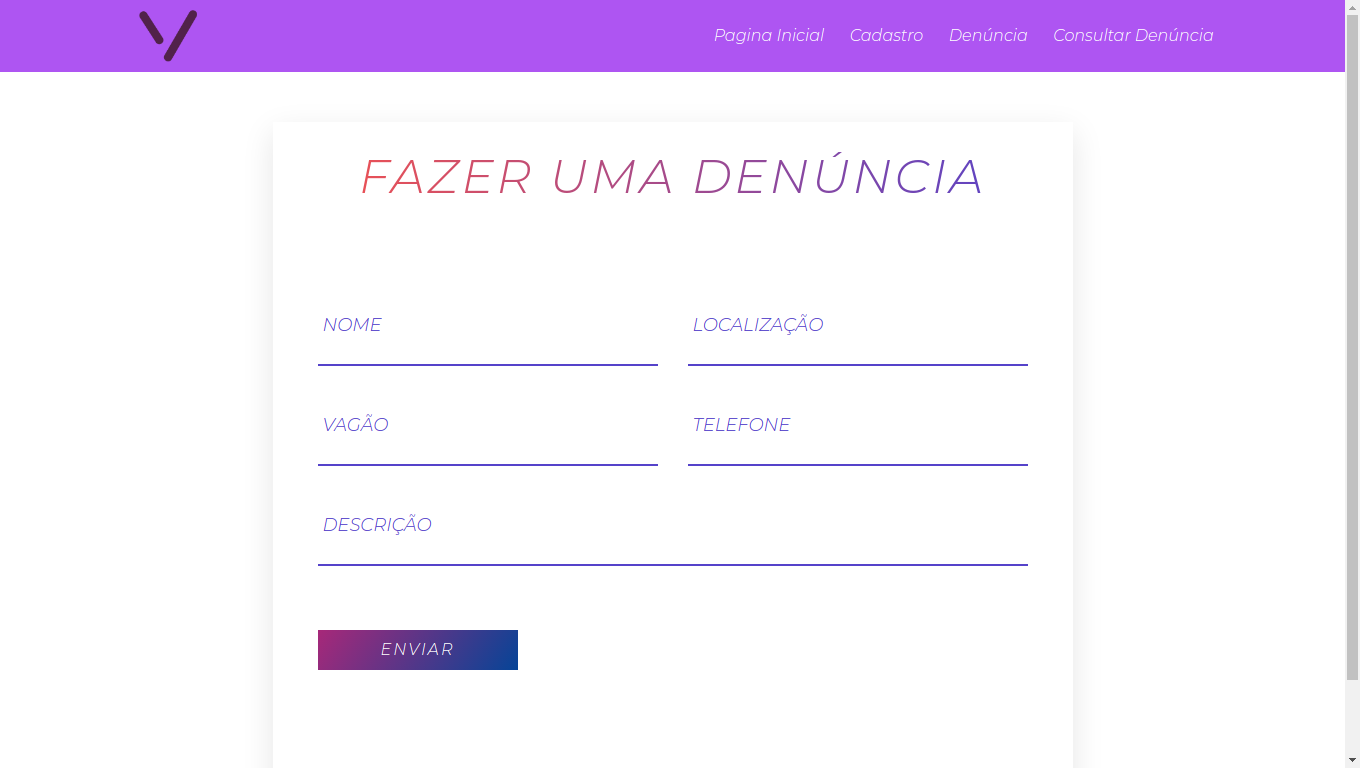 Pagina Inicial Cadastro Denúncia Consultar Denúncia
FAZER UMA DENÚNCIA
NOME LOCALIZAÇÃO
VAGÃO TELEFONE
DESCRIÇÃO
ENVIAR